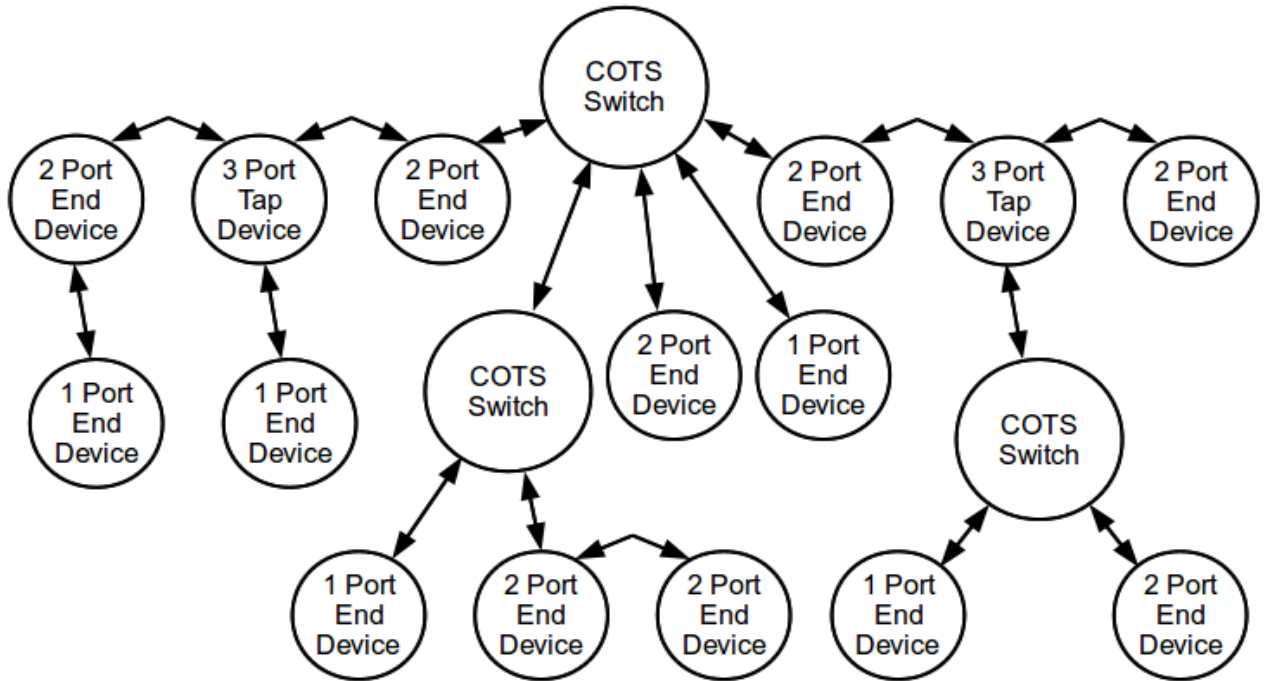 COTS
Switch
2 Port
End
Device
3 Port
Tap
Device
2 Port
End
Device
2 Port
End
Device
3 Port
Tap
Device
2 Port
End
Device
1 Port
End
Device
1 Port
End
Device
COTS
Switch
2 Port
End
Device
1 Port
End
Device
COTS
Switch
1 Port
End
Device
2 Port
End
Device
2 Port
End
Device
1 Port
End
Device
2 Port
End
Device